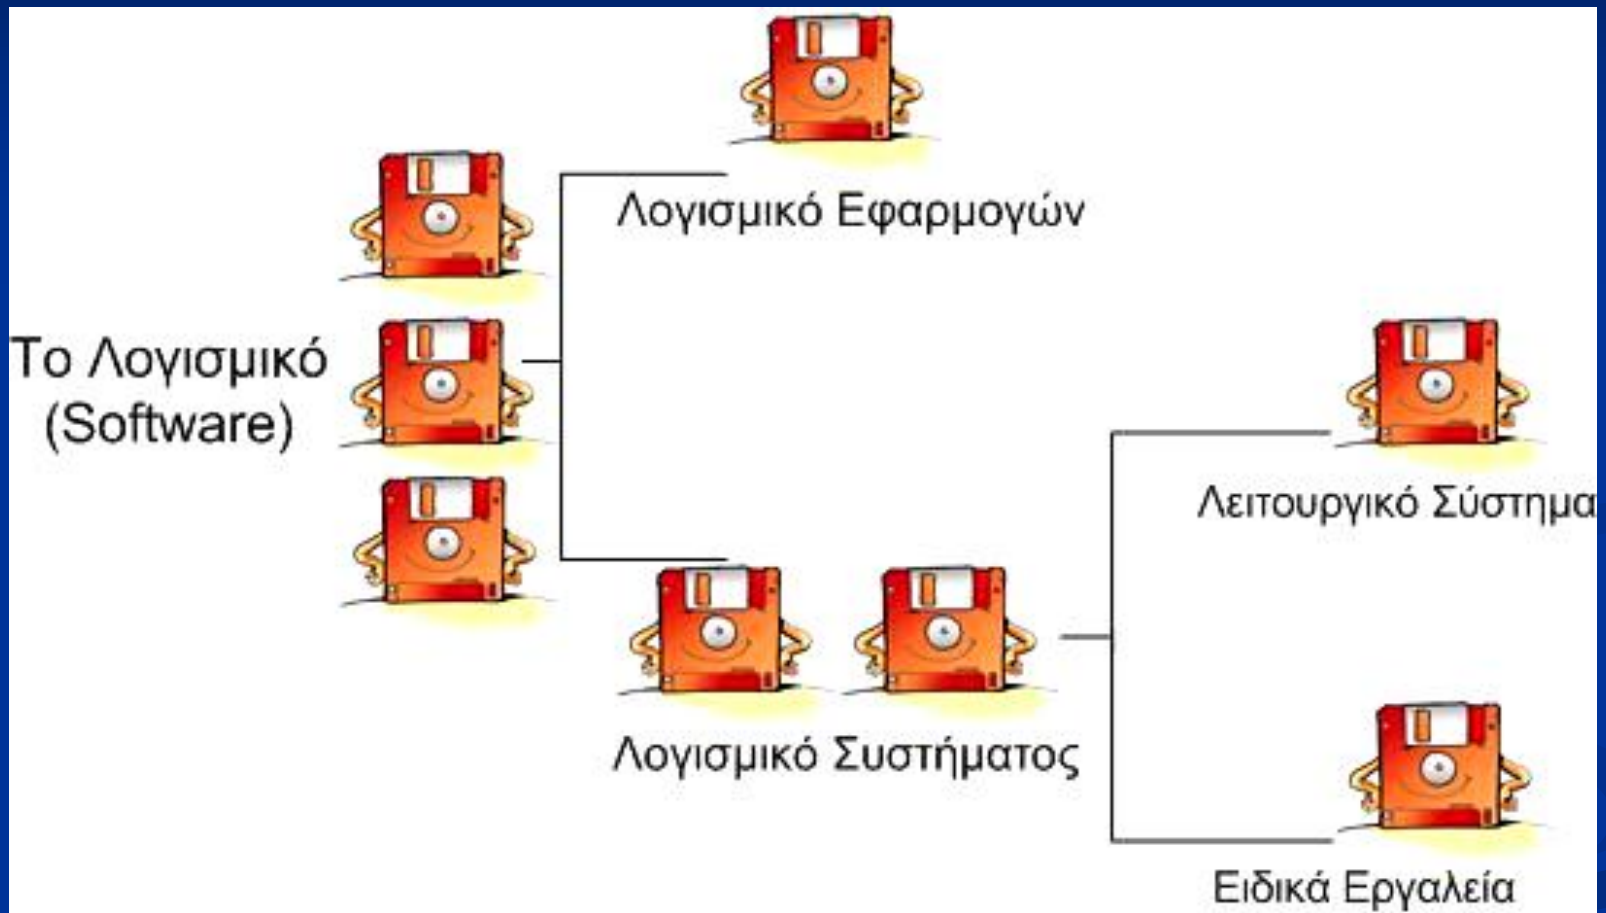 Λογισμικό Εφαρμογών
Το Λογισμικό
(Software)
Λειτουργικό Σύστημα
Λογισμικό Συστήματος
Ειδικά Εργαλεία